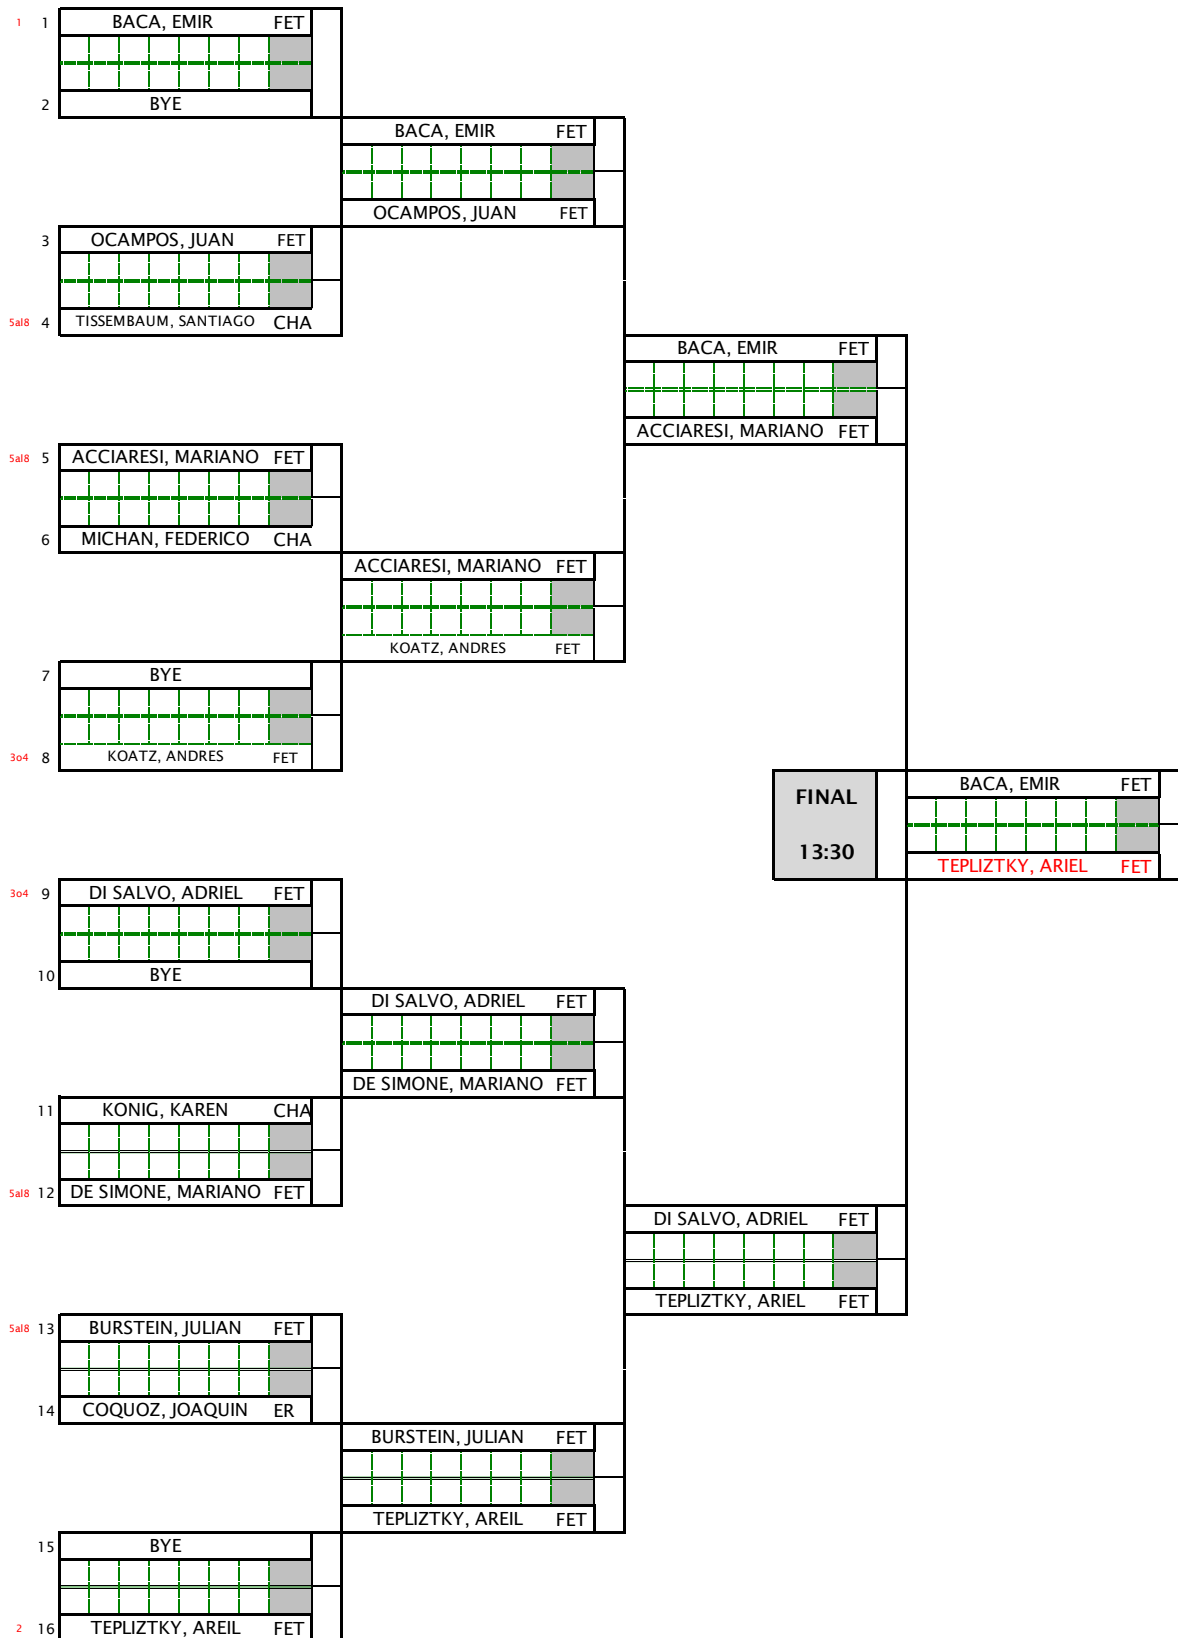 1 1 BACA, EMIR FET
2 BYE
BACA, EMIR FET
OCAMPOS, JUAN FET
3 OCAMPOS, JUAN FET
5al8 4 TISSEMBAUM, SANTIAGO CHA
BACA, EMIR FET
ACCIARESI, MARIANO FET
5al8 5 ACCIARESI, MARIANO FET
6 MICHAN, FEDERICO CHA
ACCIARESI, MARIANO FET
KOATZ, ANDRES FET
7 BYE
3o4 8 KOATZ, ANDRES FET
FINAL
13:30
BACA, EMIR FET
TEPLIZTKY, ARIEL FET
3o4 9 DI SALVO, ADRIEL FET
10 BYE
DI SALVO, ADRIEL FET
DE SIMONE, MARIANO FET
11 KONIG, KAREN CHA
5al8 12 DE SIMONE, MARIANO FET
DI SALVO, ADRIEL FET
TEPLIZTKY, ARIEL FET
5al8 13 BURSTEIN, JULIAN FET
14 COQUOZ, JOAQUIN ER
BURSTEIN, JULIAN FET
TEPLIZTKY, AREIL FET
15 BYE
2 16 TEPLIZTKY, AREIL FET